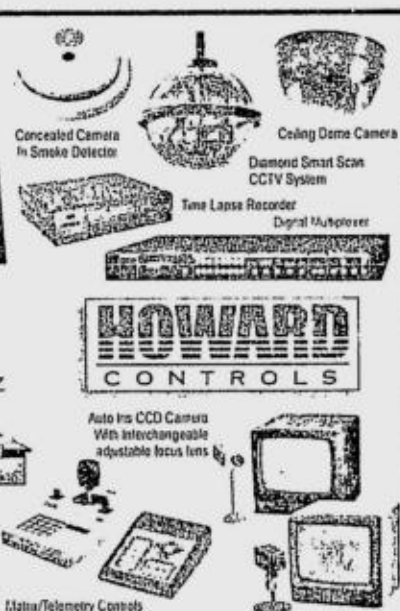 Concealed Camera
In Smoke Detector
Ceiling Dome Camera
Diamond Smart Scan
CCTV System
Time Lapse Recorder
Digital Multiplexer
HOWARD
CONTROLS
Auto Iris CCD Camera
With Interchangeable
adjustable focus lens
Matrix/Telemetry Controls